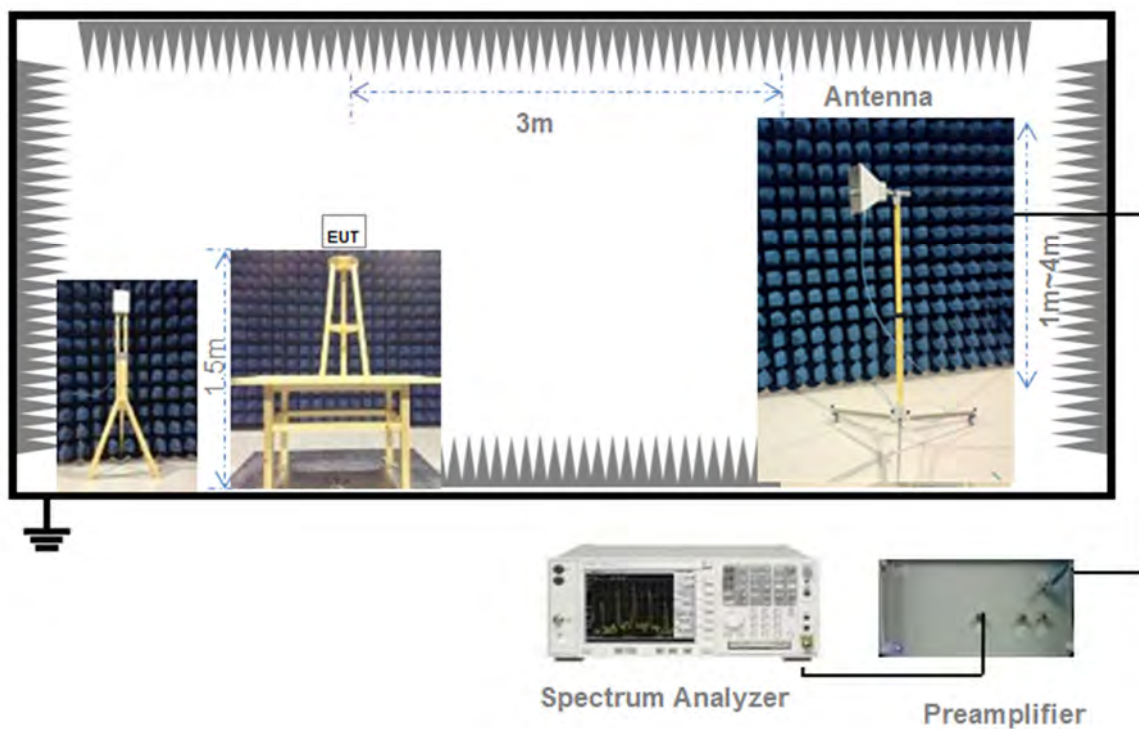 Antenna
3m
EUT
1.5m
1m~4m
Spectrum Analyzer
Preamplifier